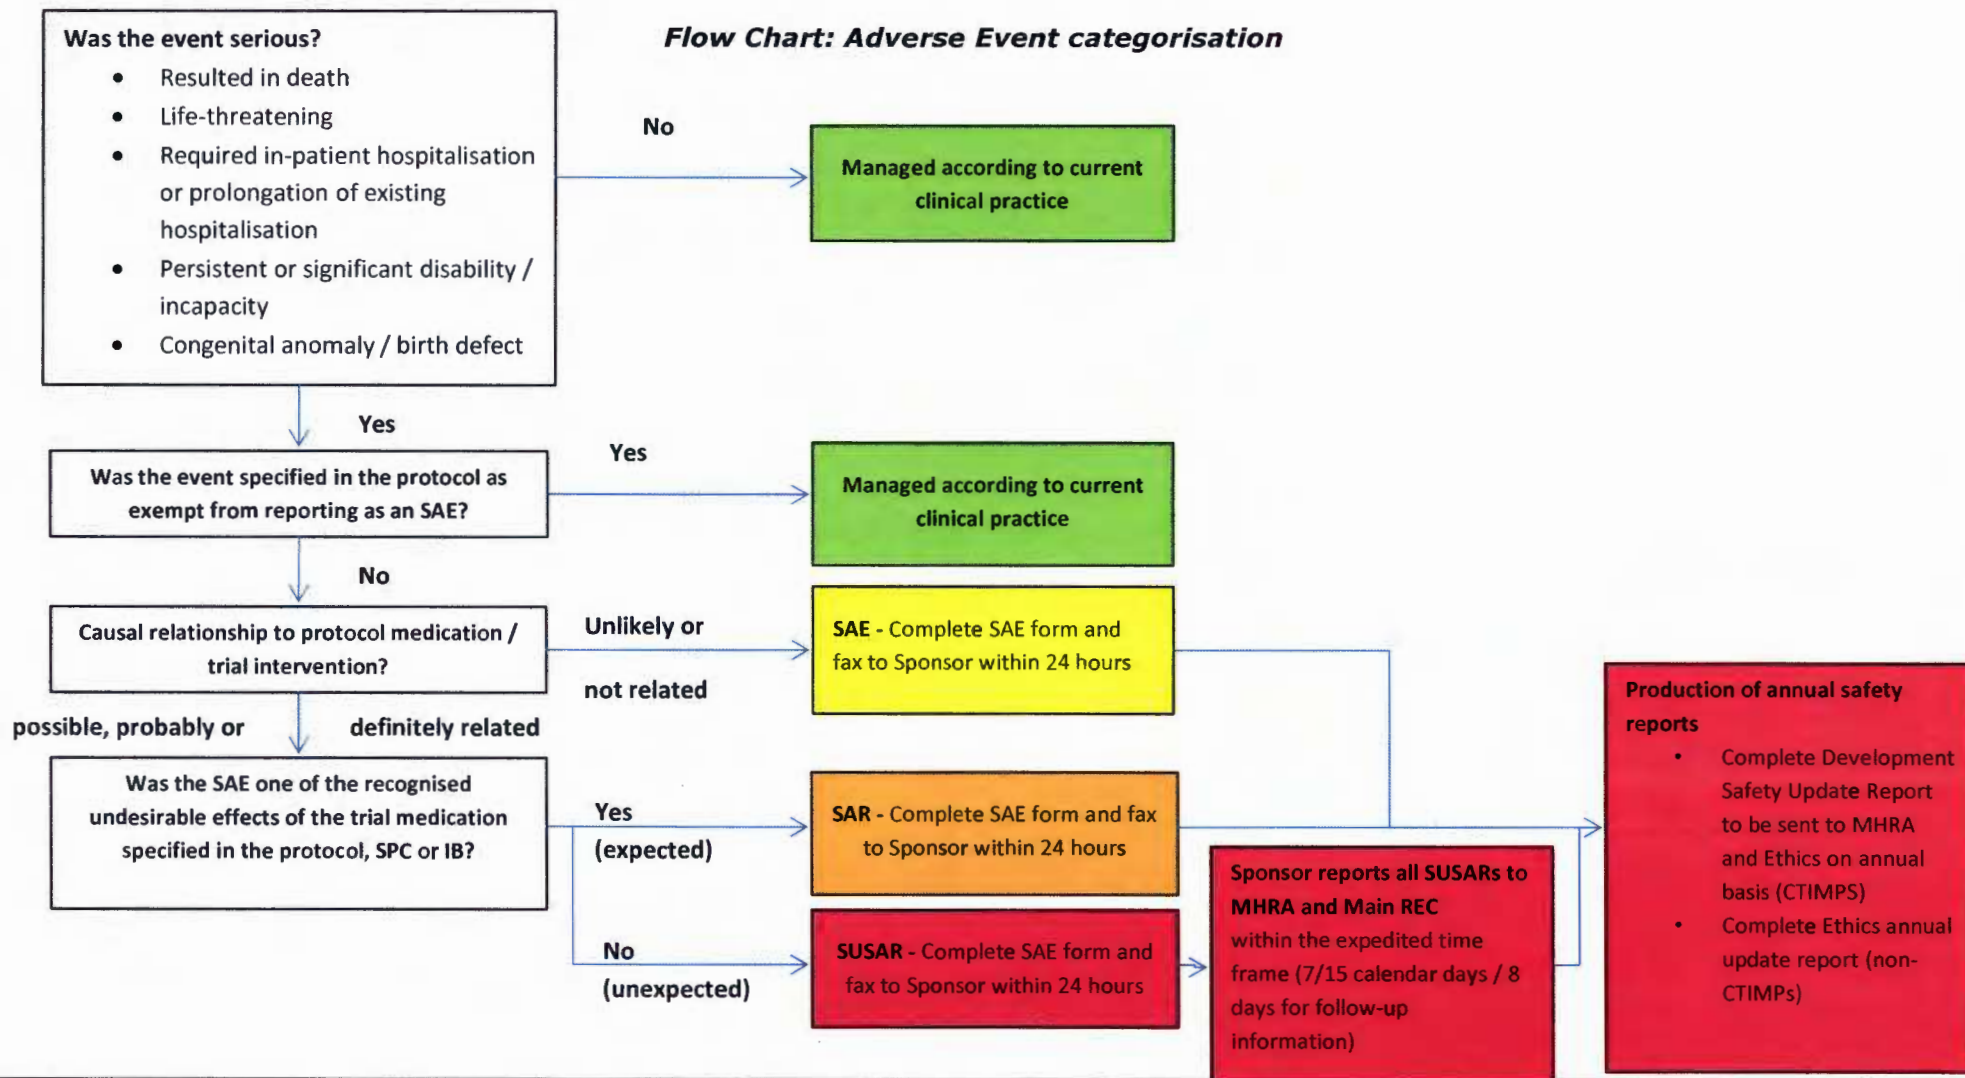 Flow Chart: Adverse Event categorisation
Was the event serious?
• Resulted in death
• Life-threatening
• Required in-patient hospitalisation
or prolongation of existing
hospitalisation
• Persistent or significant disability /
incapacity
• Congenital anomaly / birth defect
No
Managed according to current
clinical practice
Yes
Was the event specified in the protocol as
exempt from reporting as an SAE?
Yes
Managed according to current
clinical practice
No
Causal relationship to protocol medication /
trial intervention?
Unlikely or
not related
SAE - Complete SAE form and
fax to Sponsor within 24 hours
possible, probably or
definitely related
Was the SAE one of the recognised
undesirable effects of the trial medication
specified in the protocol, SPC or IB?
Yes
(expected)
SAR - Complete SAE form and fax
to Sponsor within 24 hours
No
(unexpected)
SUSAR - Complete SAE form and
fax to Sponsor within 24 hours
Sponsor reports all SUSARs to
MHRA and Main REC
within the expedited time
frame (7/15 calendar days / 8
days for follow-up
information)
Production of annual safety
reports
• Complete Development
Safety Update Report
to be sent to MHRA
and Ethics on annual
basis (CTIMPS)
• Complete Ethics annual
update report (non-
CTIMPs)